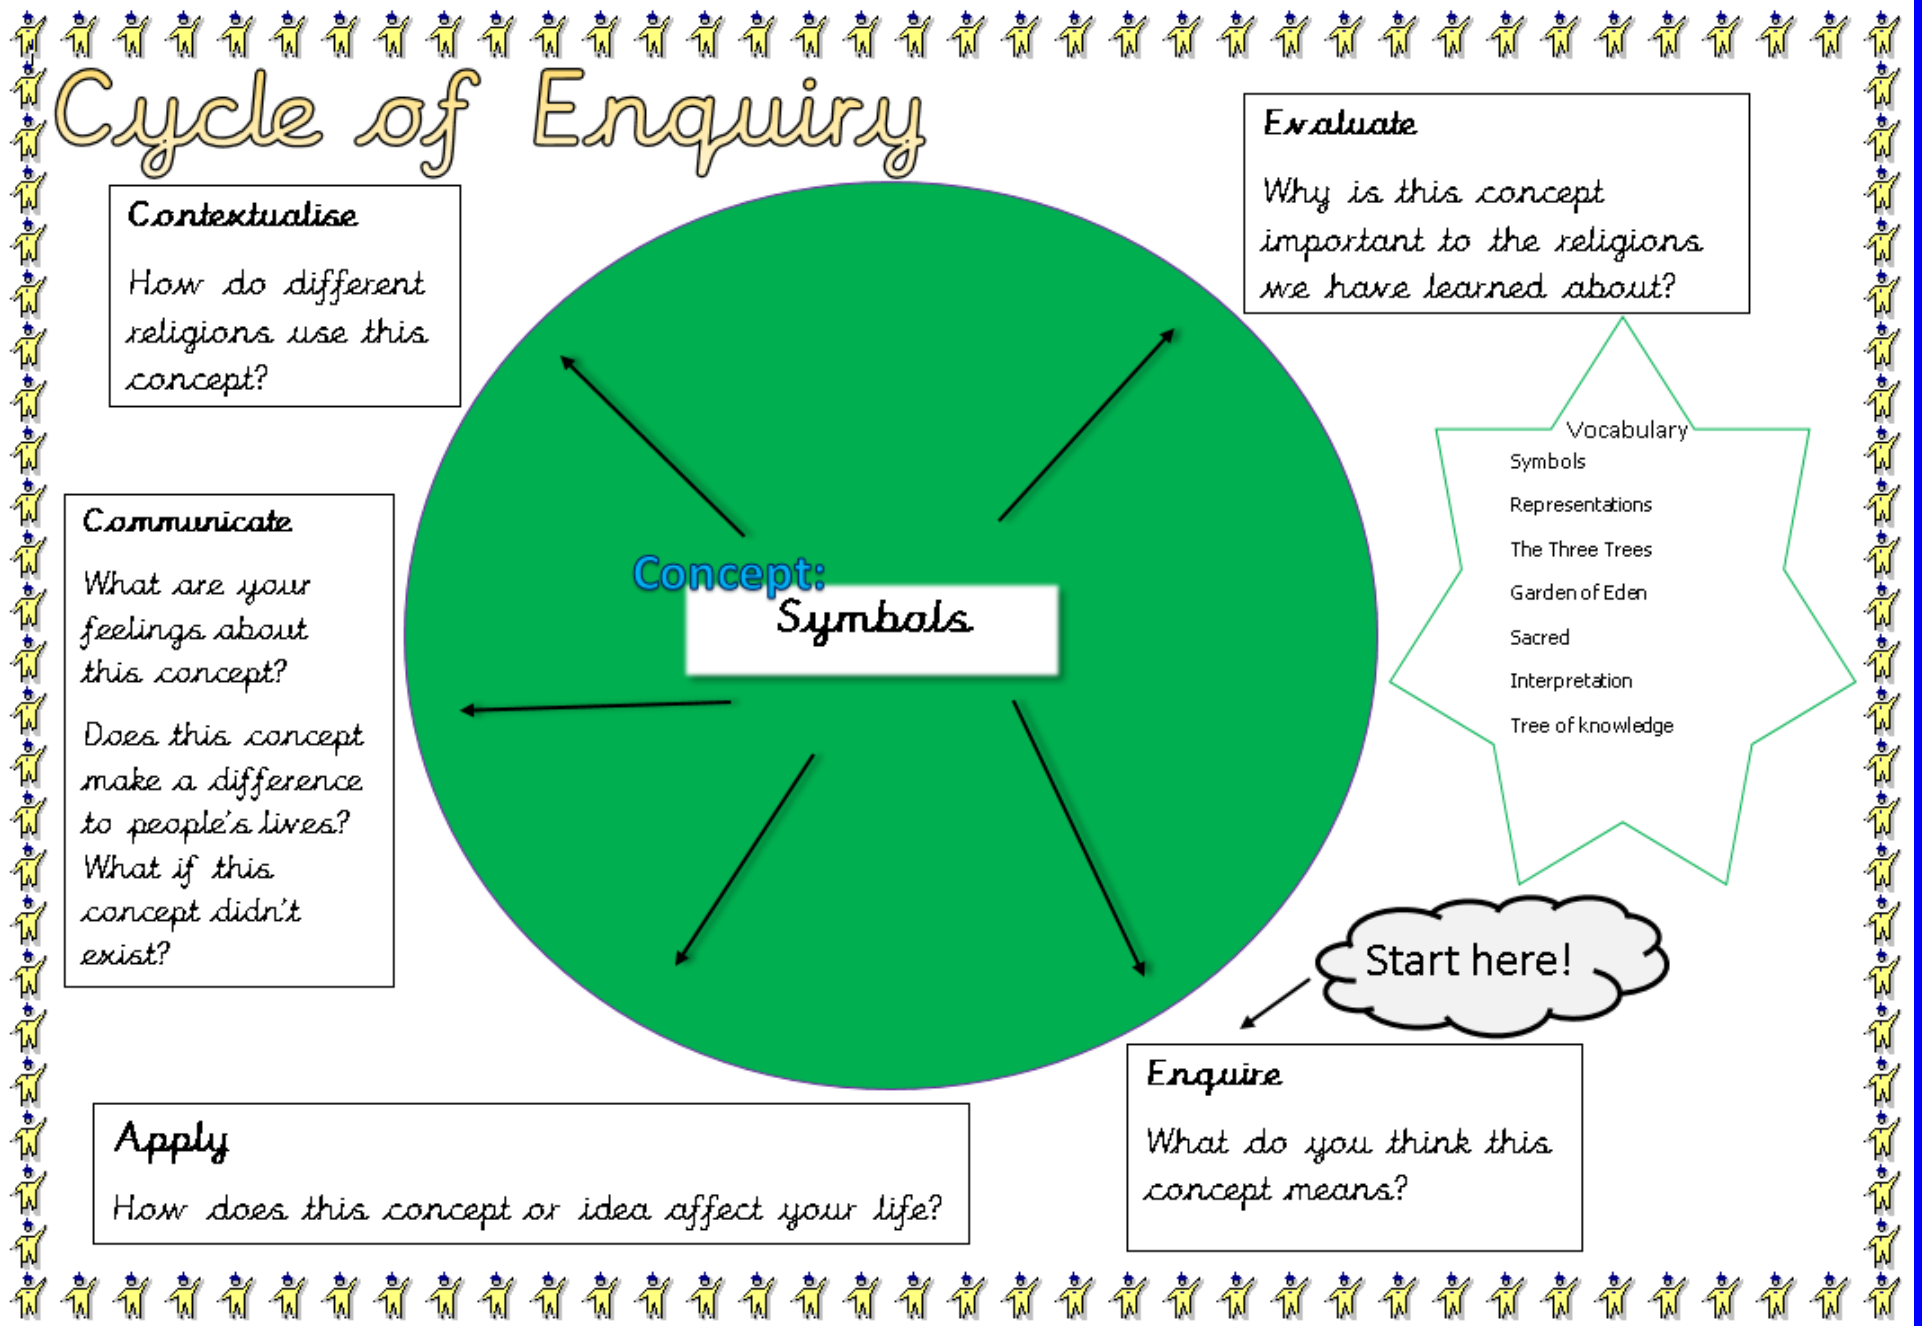 Cycle of Enquiry
Contextualise
How do different
religions use this
concept?
Evaluate
Why is this concept
important to the religions
we have learned about?
Communicate
What are your
feelings about
this concept?
Does this concept
make a difference
to people's lives?
What if this
concept didn't
exist?
Concept:
Symbols
Vocabulary
Symbols
Representations
The Three Trees
Garden of Eden
Sacred
Interpretation
Tree of knowledge
Start here!
Enquire
What do you think this
concept means?
Apply
How does this concept or idea affect your life?